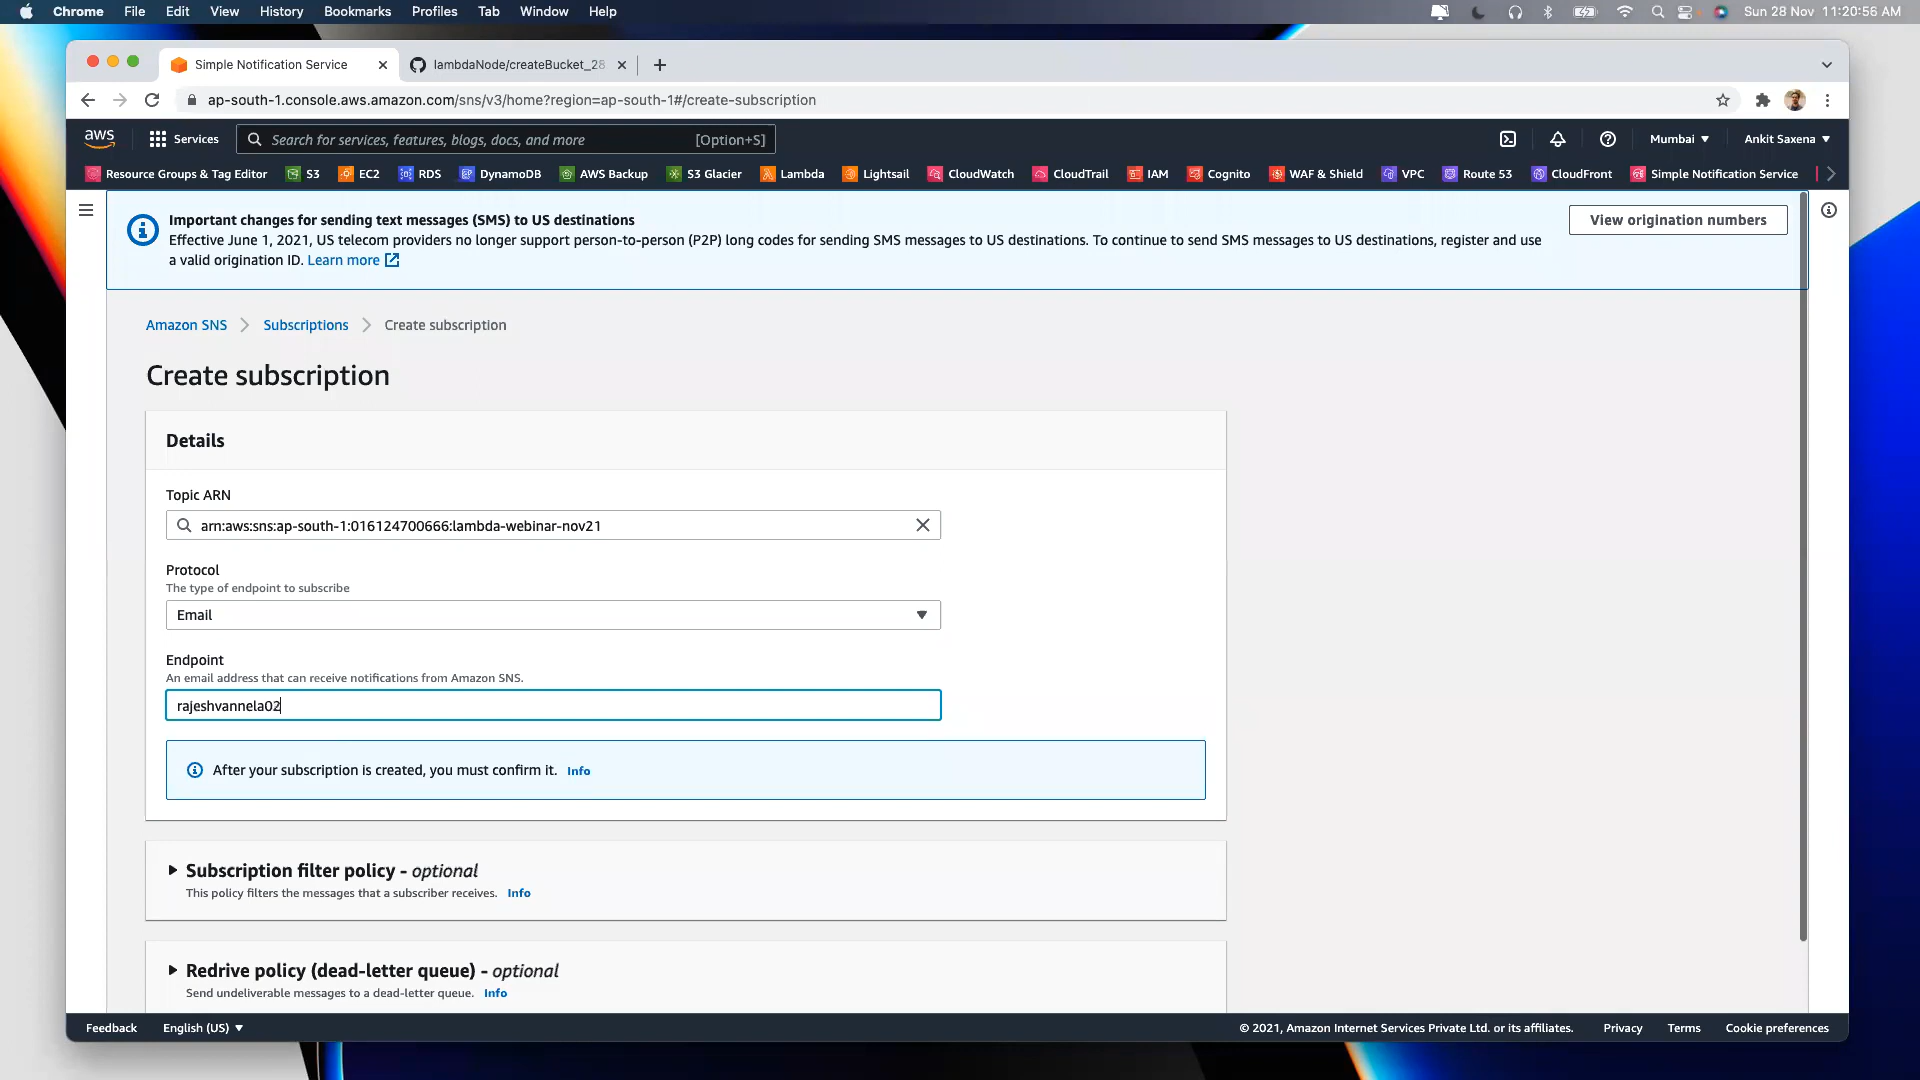 Chrome File Edit View History Bookmarks Profiles Tab Window Help Sun 28 Nov 11:20:56 AM
Simple Notification Service lambdaNode/createBucket_28
ap-south-1.console.aws.amazon.com/sns/v3/home?region=ap-south-1#/create-subscription
aws Services Search for services, features, blogs, docs, and more [Option+S] Mumbai Ankit Saxena
Resource Groups & Tag Editor S3 EC2 RDS DynamoDB AWS Backup S3 Glacier Lambda Lightsail CloudWatch CloudTrail IAM Cognito WAF & Shield VPC Route 53 CloudFront Simple Notification Service
Important changes for sending text messages (SMS) to US destinations
View origination numbers
Effective June 1, 2021, US telecom providers no longer support person-to-person (P2P) long codes for sending SMS messages to US destinations. To continue to send SMS messages to US destinations, register and use
a valid origination ID. Learn more
Amazon SNS Subscriptions Create subscription
Create subscription
Details
Topic ARN
arn:aws:sns:ap-south-1:016124700666:lambda-webinar-nov21
Protocol
The type of endpoint to subscribe
Email
Endpoint
An email address that can receive notifications from Amazon SNS.
rajeshvannela02
After your subscription is created, you must confirm it. Info
Subscription filter policy - optional
This policy filters the messages that a subscriber receives. Info
Redrive policy (dead-letter queue) - optional
Send undeliverable messages to a dead-letter queue. Info
Feedback English (US) © 2021, Amazon Internet Services Private Ltd. or its affiliates. Privacy Terms Cookie preferences